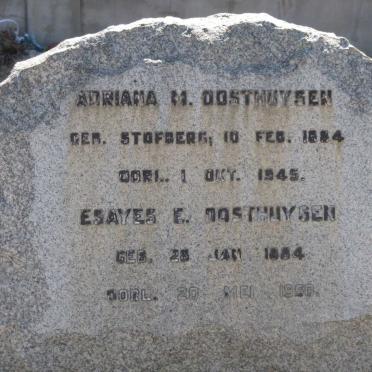 ADRIANA M. OOSTHUYSEN
GEB. STOFBERG, 10 FEB. 1884
OORL. 1 OKT. 1945.
ESAYES E. OOSTHUYSEN
GEB. 28 JAN 1884
OORL. 20 MEI